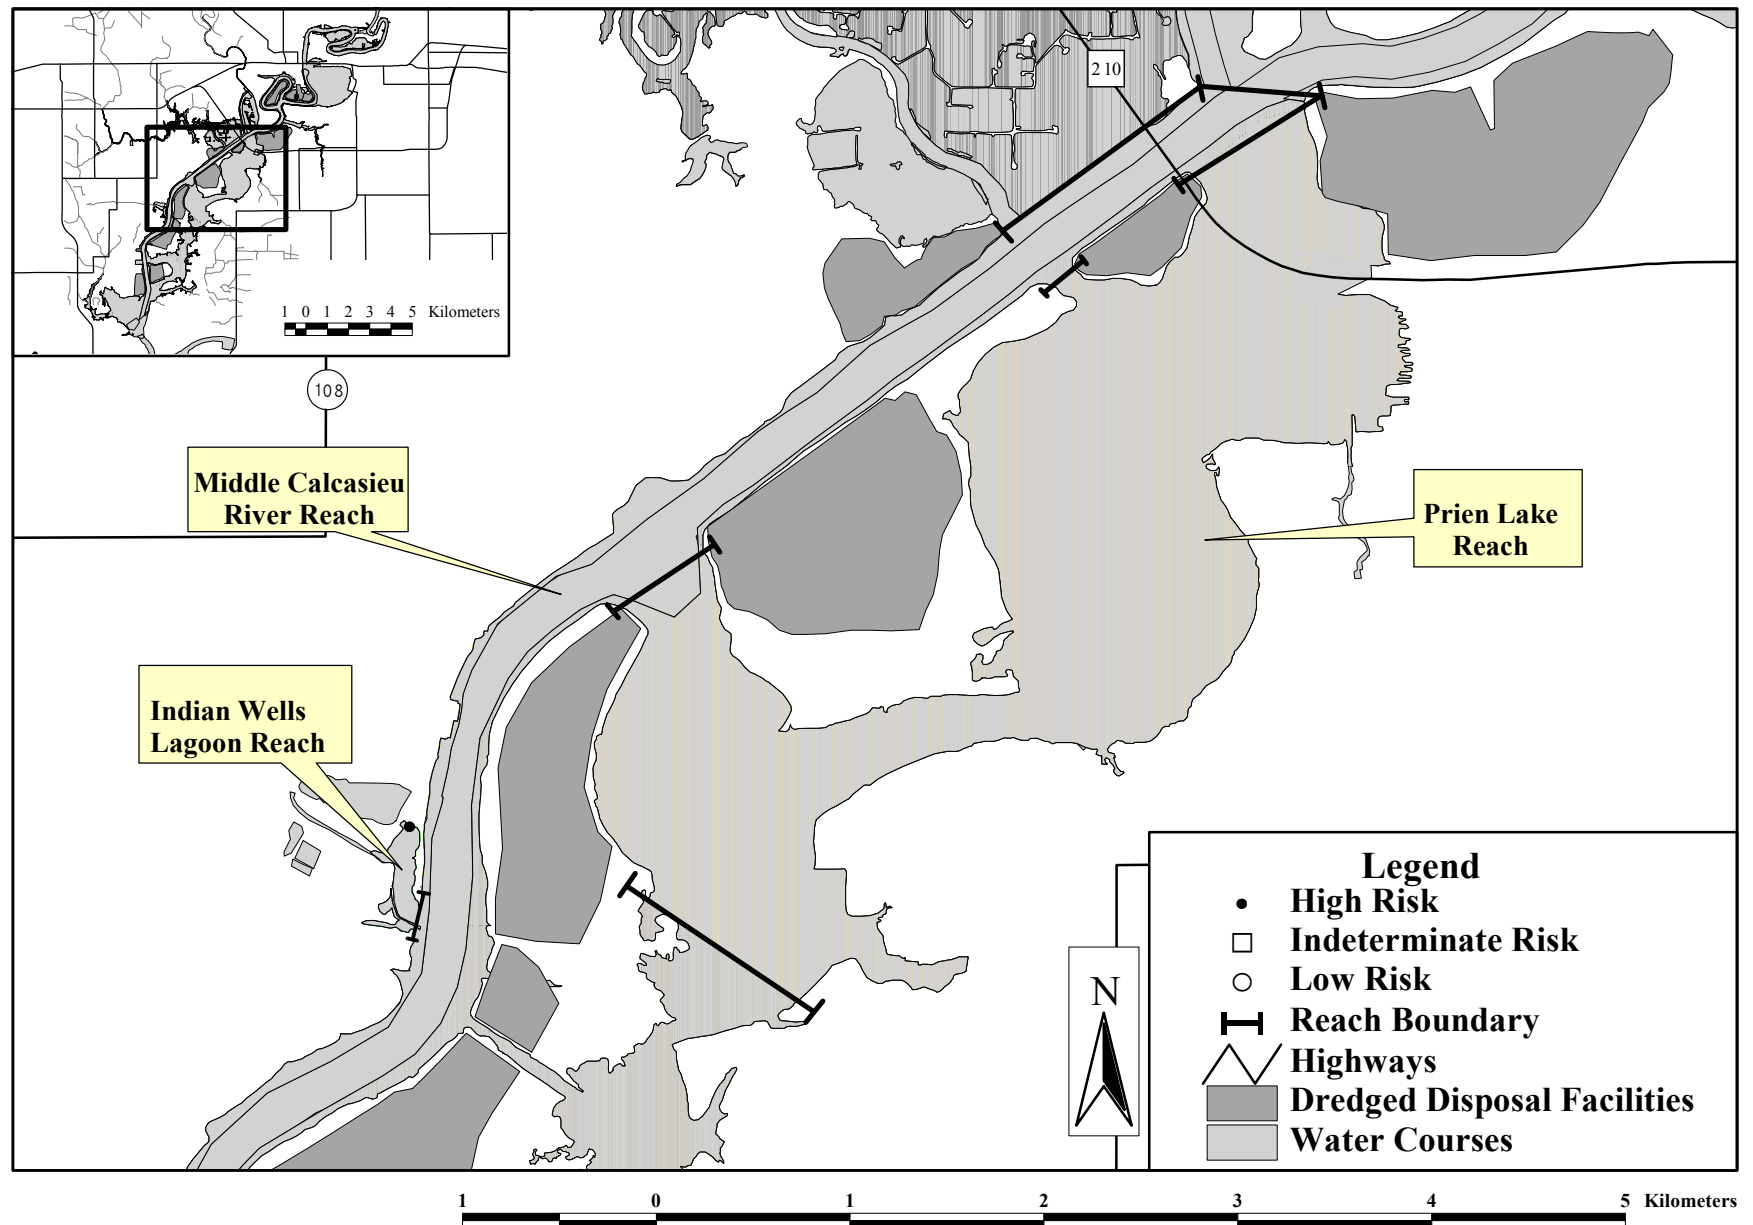 210
1 0 1 2 3 4 5 Kilometers
108
Middle Calcasieu
River Reach
Prien Lake
Reach
Indian Wells
Lagoon Reach
Legend
High Risk
Indeterminate Risk
Low Risk
Reach Boundary
Highways
Dredged Disposal Facilities
Water Courses
N
1 0 1 2 3 4 5 Kilometers